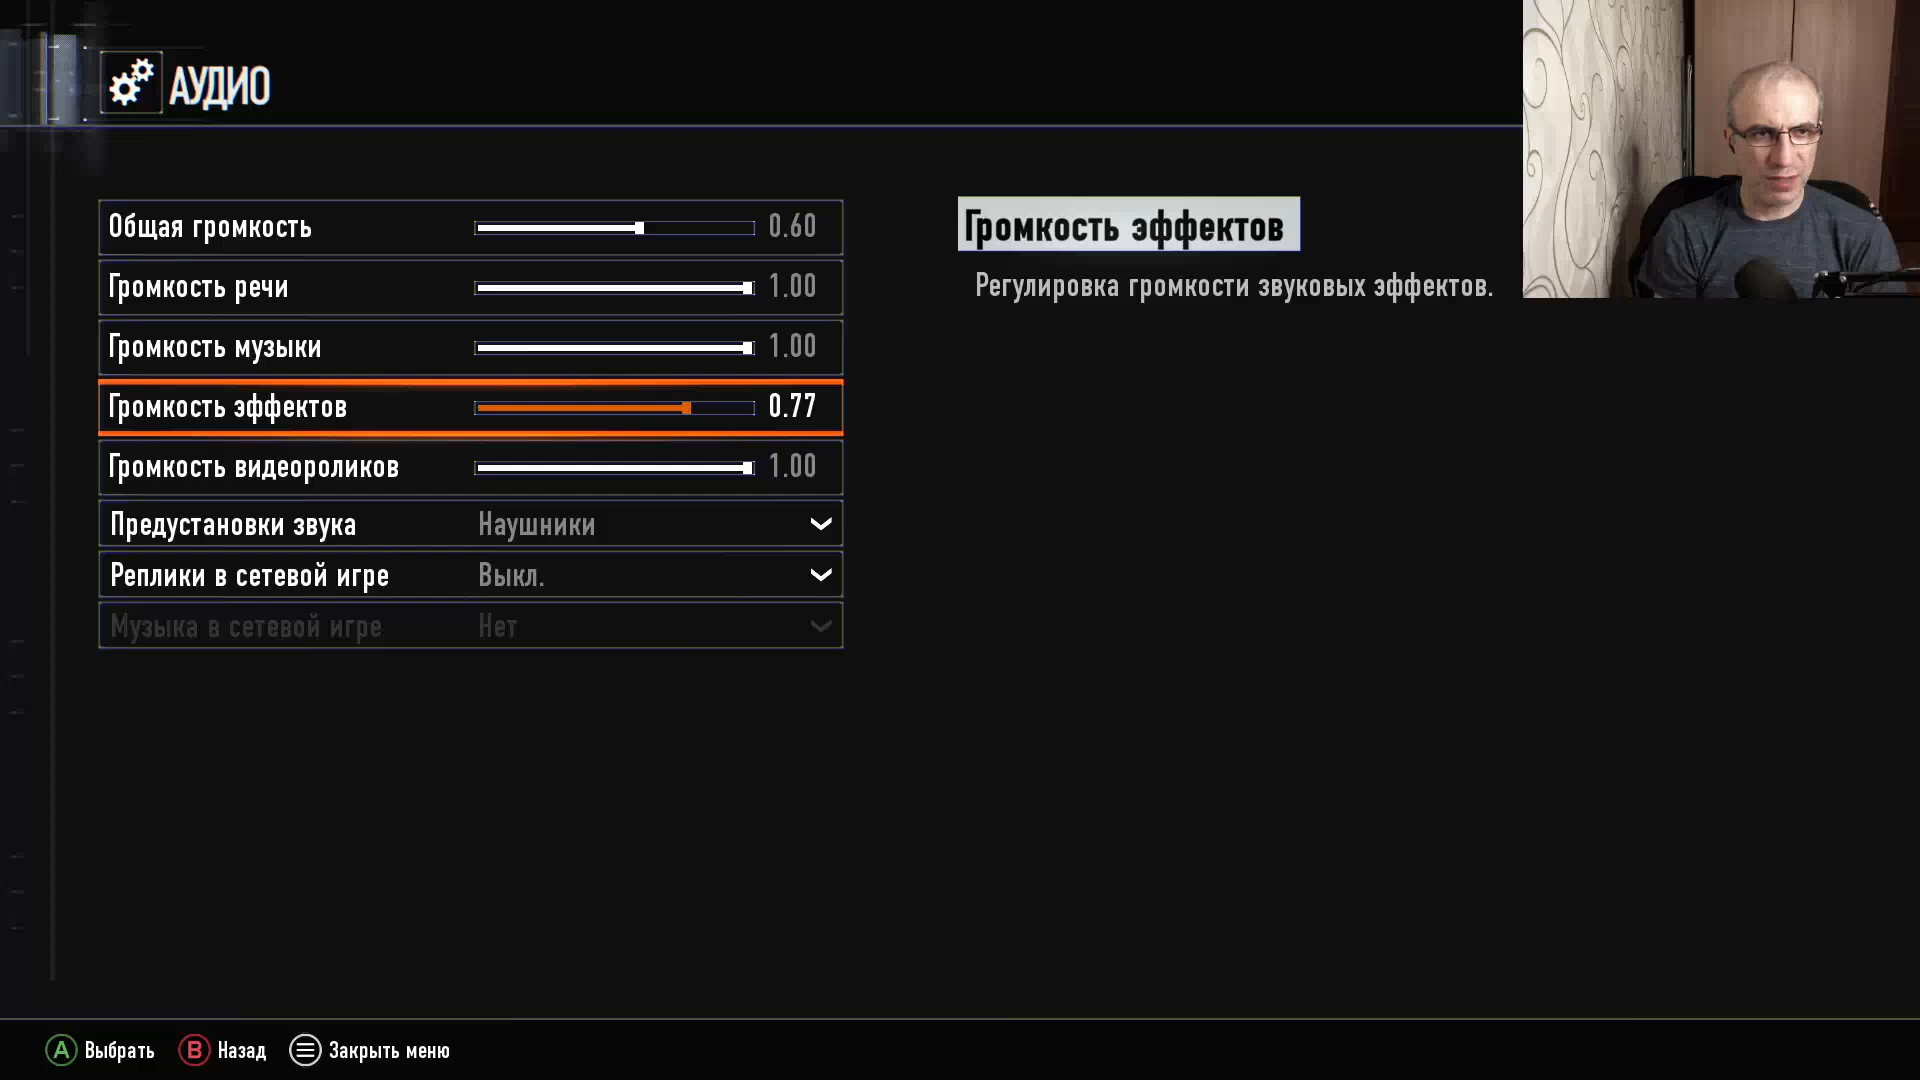 АУДИО
Общая громкость 0.60
Громкость речи 1.00
Громкость музыки 1.00
Громкость эффектов 0.77
Громкость видеороликов 1.00
Предустановки звука Наушники
Реплики в сетевой игре Выкл.
Музыка в сетевой игре Нет
Громкость эффектов
Регулировка громкости звуковых эффектов.
A Выбрать B Назад Закрыть меню